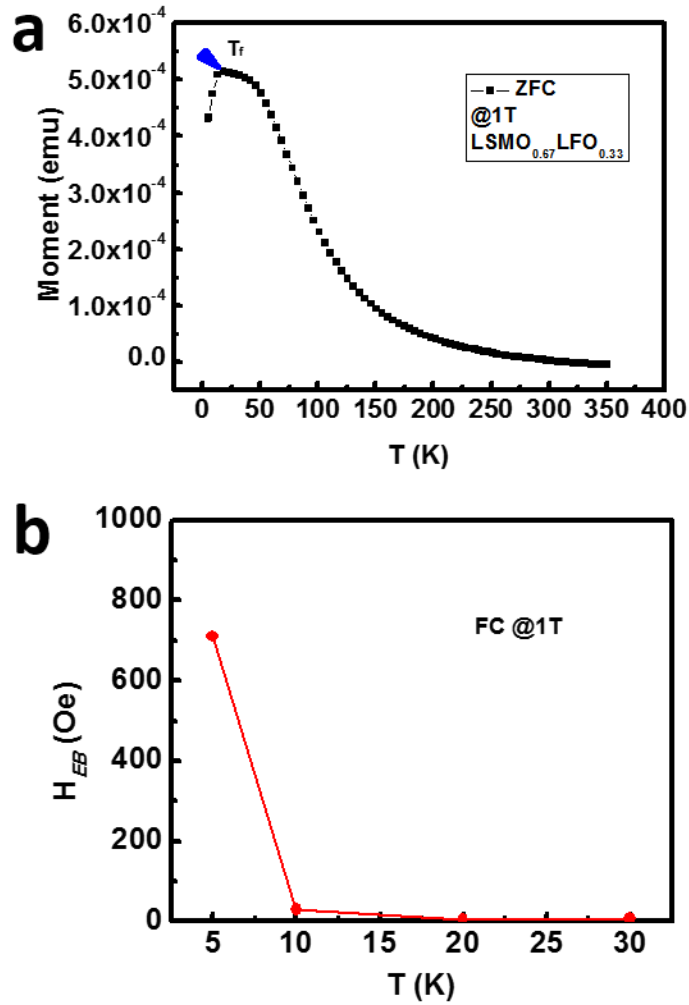 a
6.0x10⁻⁴
5.0x10⁻⁴
4.0x10⁻⁴
3.0x10⁻⁴
2.0x10⁻⁴
1.0x10⁻⁴
0.0
Moment (emu)
T_f
ZFC
@1T
LSMO₀.₆₇LFO₀.₃₃
0 50 100 150 200 250 300 350 400
T (K)
b
1000
800
600
400
200
0
H_EB (Oe)
FC @1T
5 10 15 20 25 30
T (K)